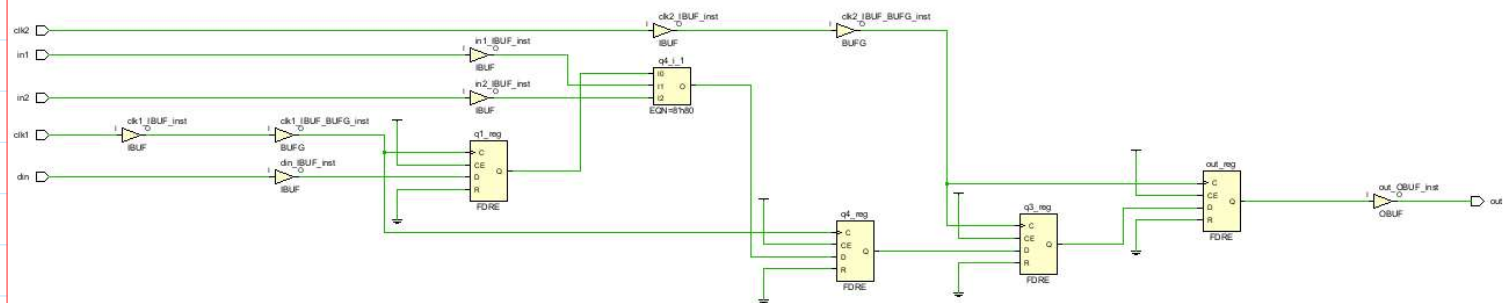 clk2
I
clk2_IBUF_inst
O
IBUF
I
clk2_IBUF_BUFG_inst
O
BUFG
in1
I
in1_IBUF_inst
O
IBUF
q4_i_1
I0
I1
I2
O
EQN=8'h80
in2
I
in2_IBUF_inst
O
IBUF
clk1
I
clk1_IBUF_inst
O
IBUF
I
clk1_IBUF_BUFG_inst
O
BUFG
q1_reg
C
CE
D
R
Q
FDRE
din
I
din_IBUF_inst
O
IBUF
out_reg
C
CE
D
R
Q
FDRE
I
out_OBUF_inst
O
OBUF
out
q4_reg
C
CE
D
R
Q
FDRE
q3_reg
C
CE
D
R
Q
FDRE